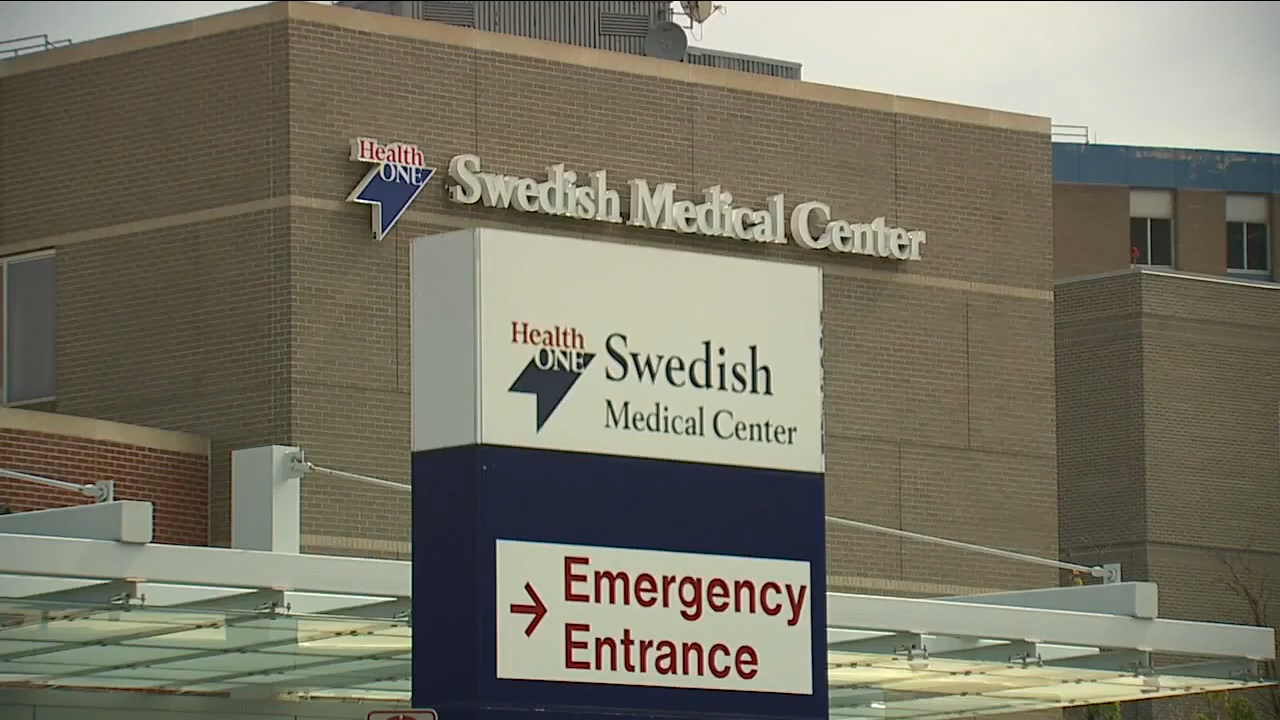 Health
ONE
Swedish Medical Center
Health
ONE
Swedish
Medical Center
Emergency
Entrance